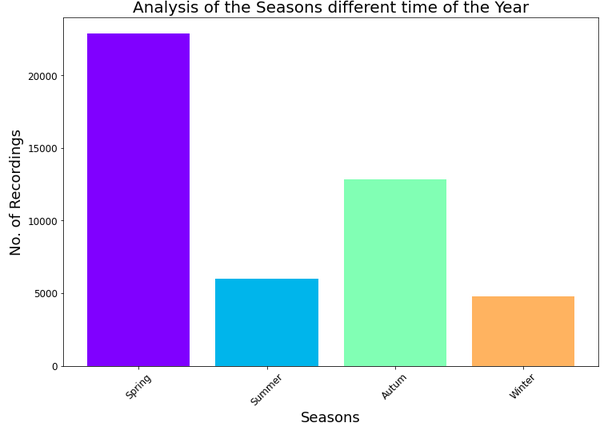 Analysis of the Seasons different time of the Year
No. of Recordings
20000
15000
10000
5000
0
Spring
Summer
Autum
Winter
Seasons